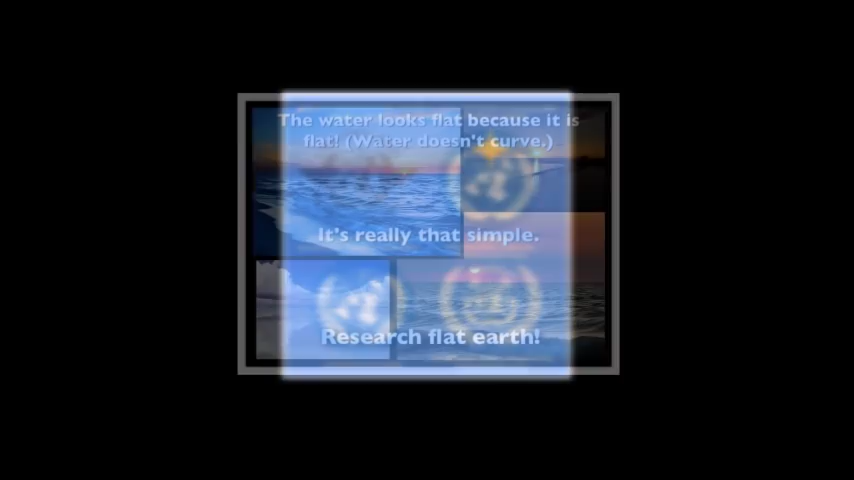 The water looks flat because it is
flat! (Water doesn't curve.)
It's really that simple.
Research flat earth!